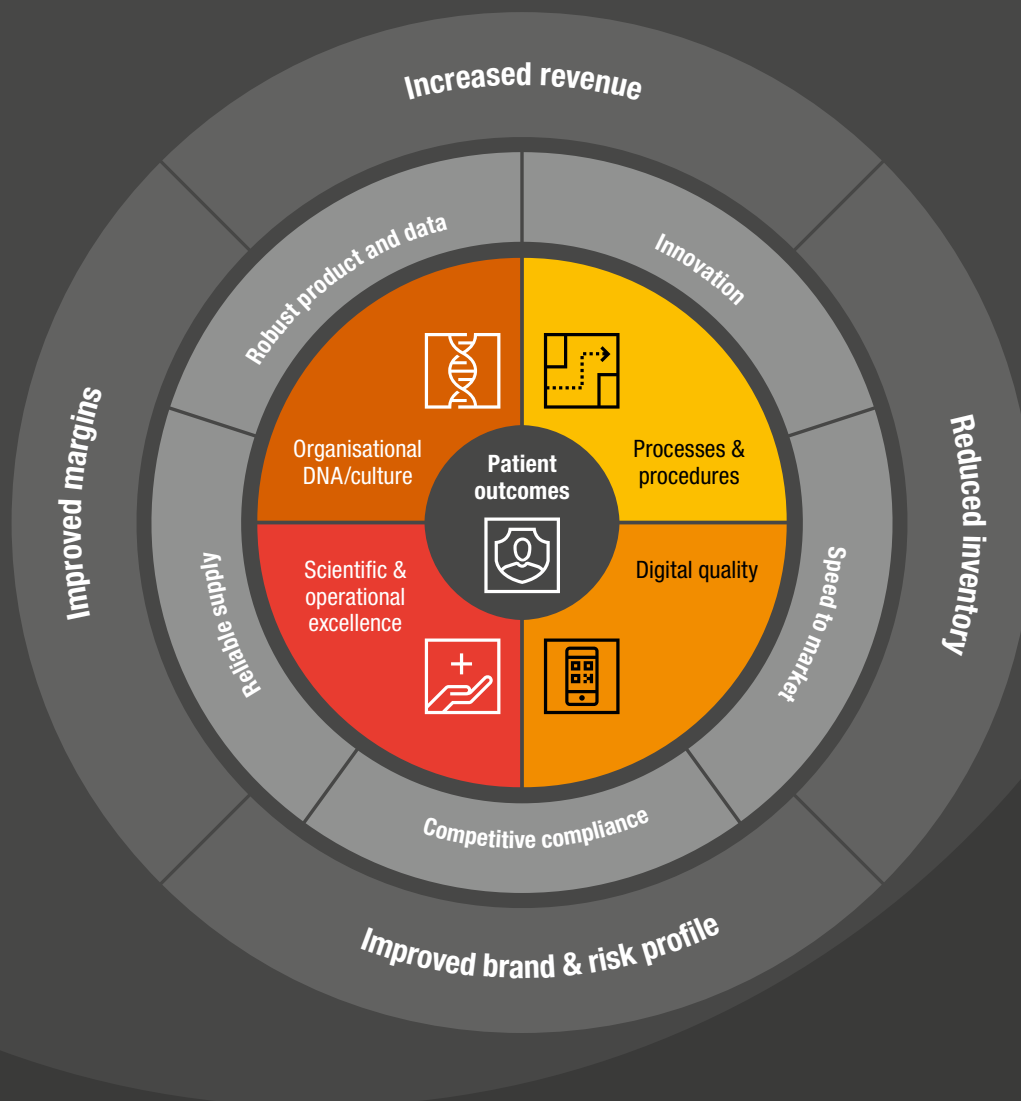 Increased revenue
Robust product and data
Innovation
Improved margins
Reduced inventory
Organisational
DNA/culture
Processes &
procedures
Patient
outcomes
Scientific &
operational
excellence
Digital quality
Reliable supply
Speed to market
Competitive compliance
Improved brand & risk profile